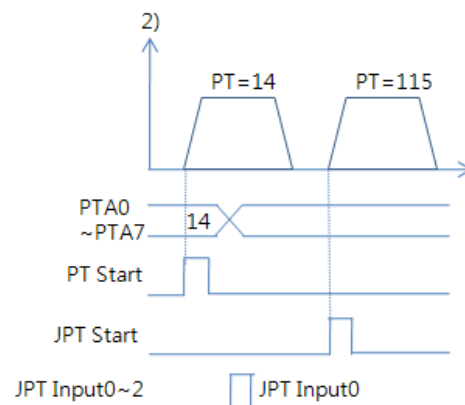 2)
PT=14 PT=115
PTA0
~PTA7 14
PT Start
JPT Start
JPT Input0~2 JPT Input0